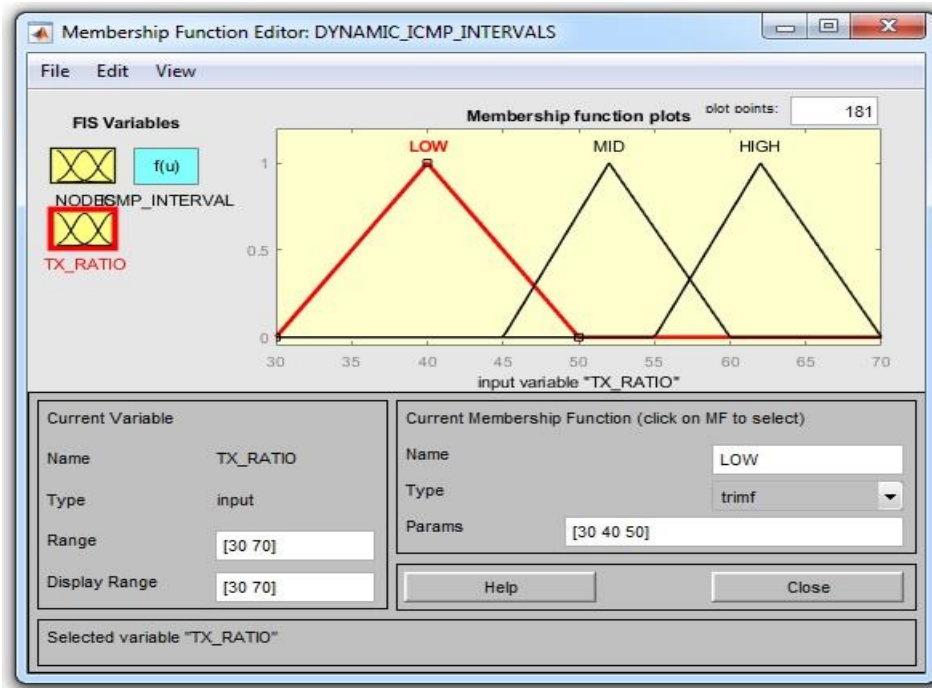 Membership Function Editor: DYNAMIC_ICMP_INTERVALS
File Edit View
FIS Variables
Membership function plots plot points: 181
f(u)
NODES ICMP_INTERVAL
TX_RATIO
LOW MID HIGH
1
0.5
0
30 35 40 45 50 55 60 65 70
input variable "TX_RATIO"
Current Variable
Name TX_RATIO
Type input
Range [30 70]
Display Range [30 70]
Current Membership Function (click on MF to select)
Name LOW
Type trimf
Params [30 40 50]
Help Close
Selected variable "TX_RATIO"